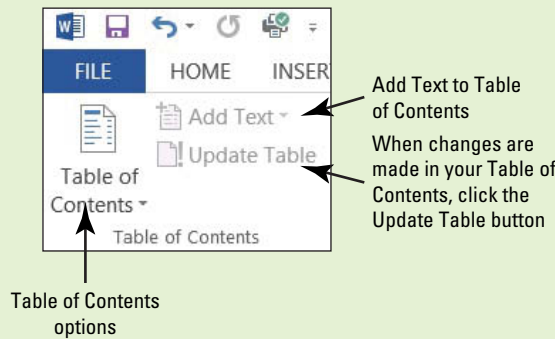 FILE HOME INSER
Add Text
Update Table
Table of
Contents
Table of Contents
Add Text to Table
of Contents
When changes are
made in your Table of
Contents, click the
Update Table button
Table of Contents
options